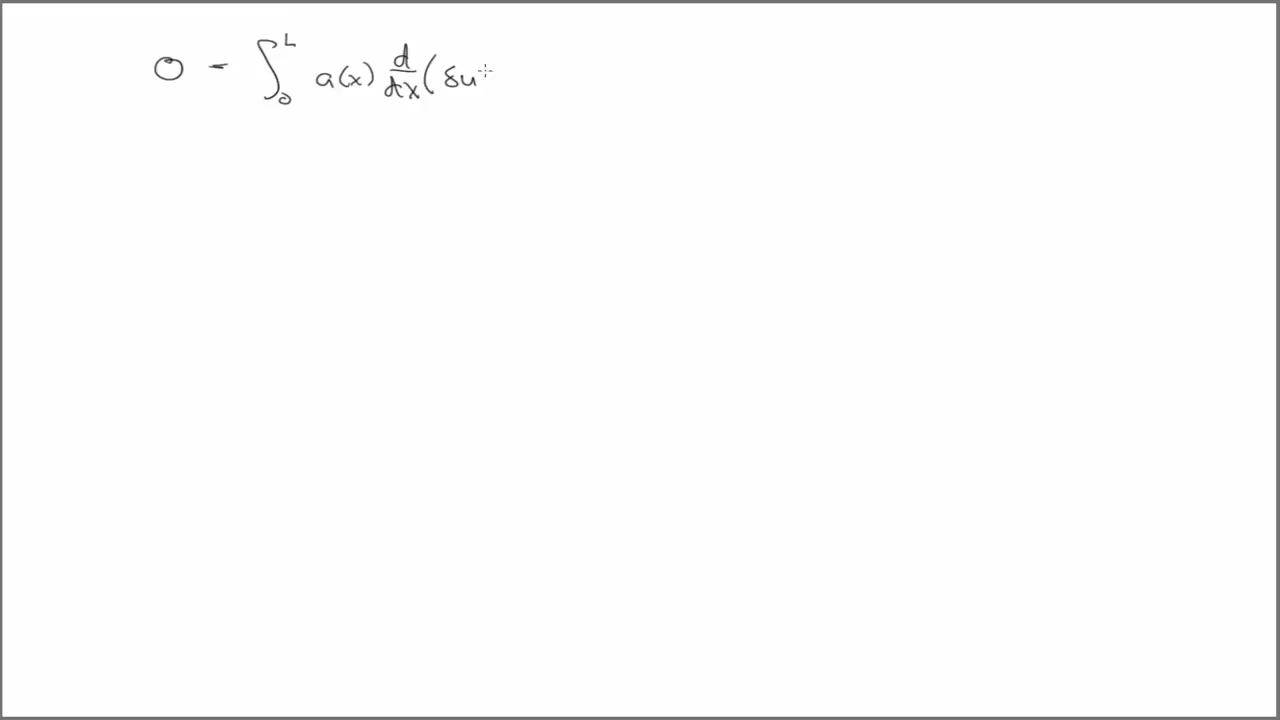 0 = ∫₀ᴸ a(x) d/dx ( δu